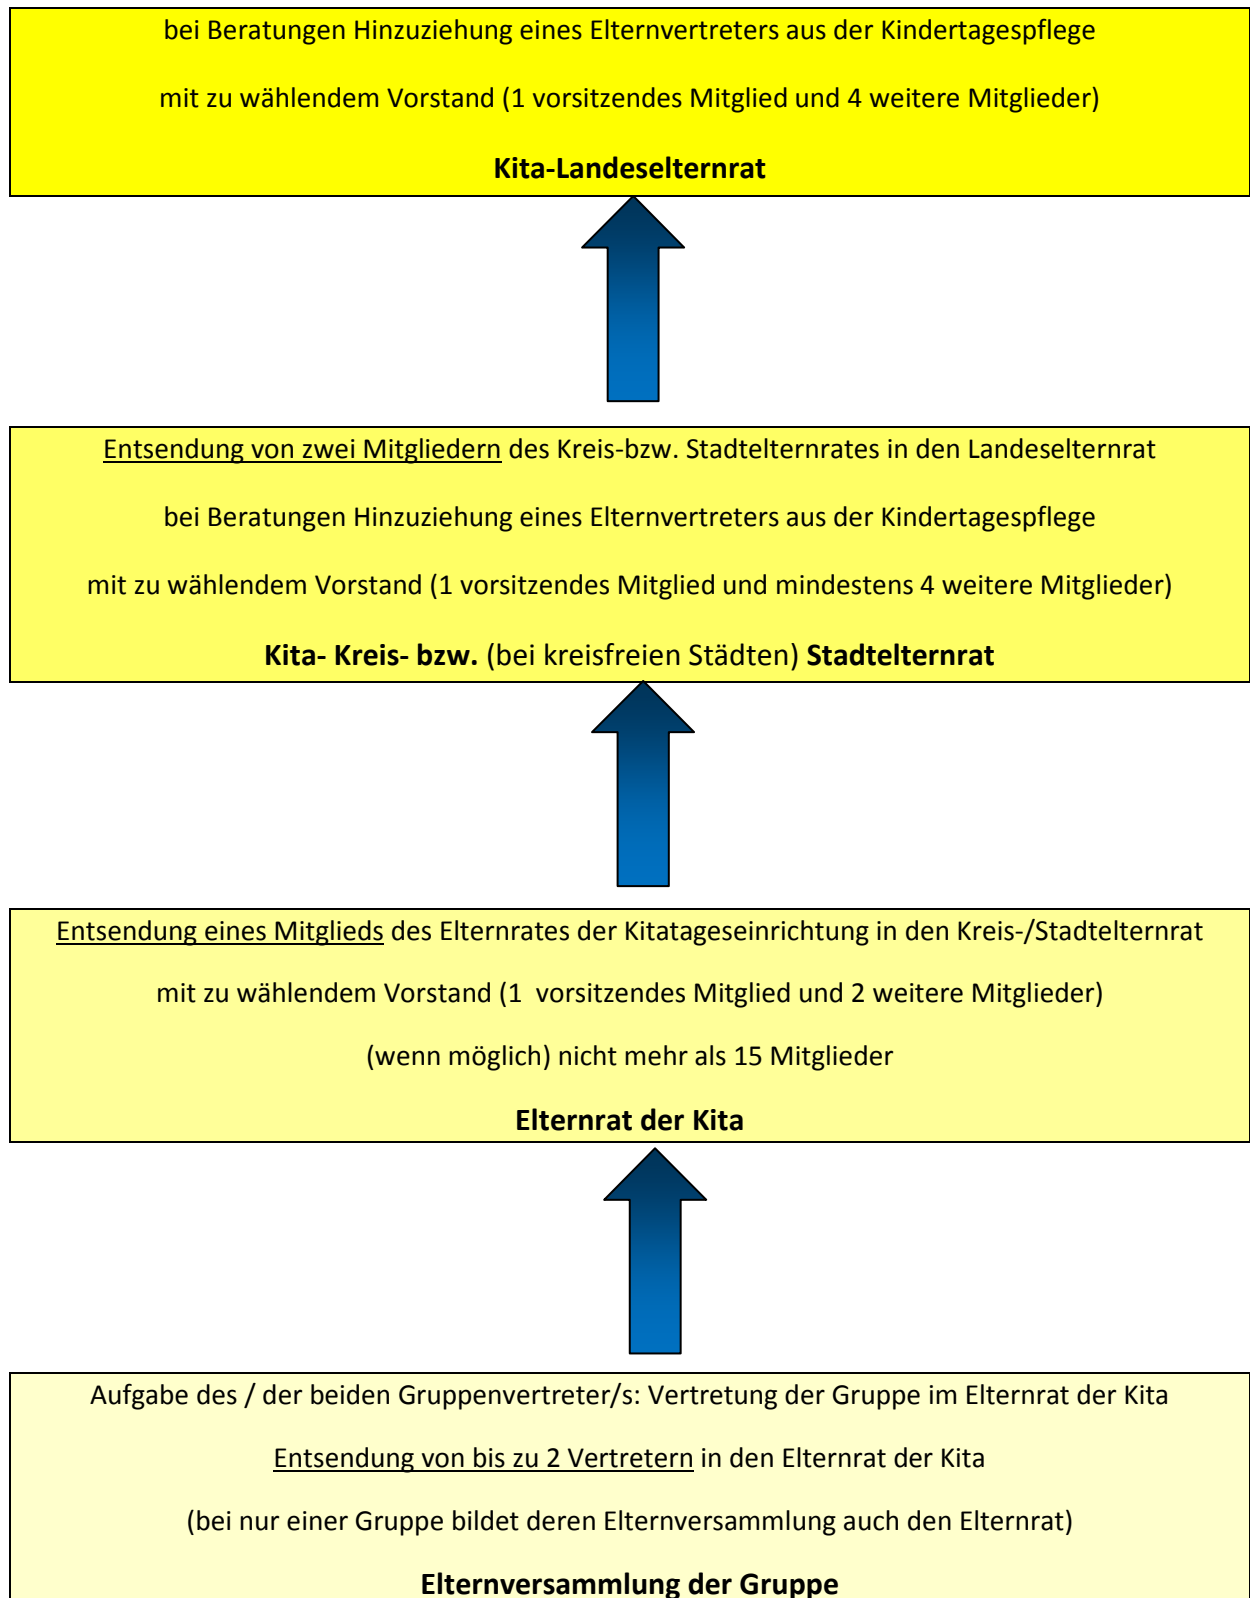 bei Beratungen Hinzuziehung eines Elternvertreters aus der Kindertagespflege
mit zu wählendem Vorstand (1 vorsitzendes Mitglied und 4 weitere Mitglieder)
Kita-Landeselternrat
Entsendung von zwei Mitgliedern des Kreis-bzw. Stadtelternrates in den Landeselternrat
bei Beratungen Hinzuziehung eines Elternvertreters aus der Kindertagespflege
mit zu wählendem Vorstand (1 vorsitzendes Mitglied und mindestens 4 weitere Mitglieder)
Kita- Kreis- bzw. (bei kreisfreien Städten) Stadtelternrat
Entsendung eines Mitglieds des Elternrates der Kitatageseinrichtung in den Kreis-/Stadtelternrat
mit zu wählendem Vorstand (1 vorsitzendes Mitglied und 2 weitere Mitglieder)
(wenn möglich) nicht mehr als 15 Mitglieder
Elternrat der Kita
Aufgabe des / der beiden Gruppenvertreter/s: Vertretung der Gruppe im Elternrat der Kita
Entsendung von bis zu 2 Vertretern in den Elternrat der Kita
(bei nur einer Gruppe bildet deren Elternversammlung auch den Elternrat)
Elternversammlung der Gruppe